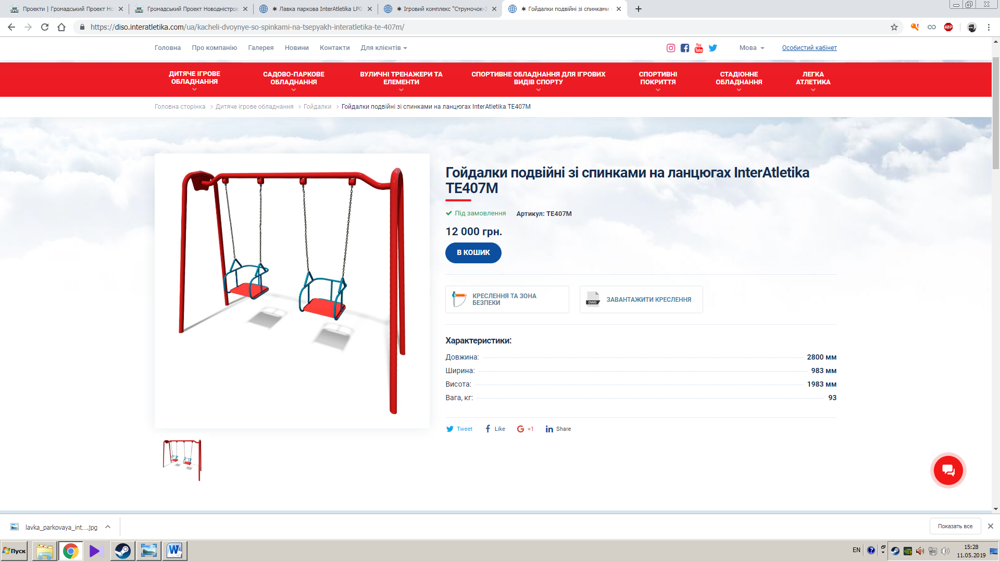 Проекти | Громадський Проект Но
Громадський Проект Новодністров
✱ Лавка паркова InterAtletika LP0
✱ Ігровий комплекс "Струмочок-3
✱ Гойдалки подвійні зі спинками
https://diso.interatletika.com/ua/kacheli-dvoynye-so-spinkami-na-tsepyakh-interatletika-te-407m/
ABP
Головна
Про компанію
Галерея
Новини
Контакти
Для клієнтів
You Tube
Мова
Особистий кабінет
ДИТЯЧЕ ІГРОВЕ
ОБЛАДНАННЯ
САДОВО-ПАРКОВЕ
ОБЛАДНАННЯ
ВУЛИЧНІ ТРЕНАЖЕРИ ТА
ЕЛЕМЕНТИ
СПОРТИВНЕ ОБЛАДНАННЯ ДЛЯ ІГРОВИХ
ВИДІВ СПОРТУ
СПОРТИВНІ
ПОКРИТТЯ
СТАДІОННЕ
ОБЛАДНАННЯ
ЛЕГКА
АТЛЕТИКА
Головна сторінка > Дитяче ігрове обладнання > Гойдалки > Гойдалки подвійні зі спинками на ланцюгах InterAtletika TE407M
Гойдалки подвійні зі спинками на ланцюгах InterAtletika
TE407M
Під замовлення
Артикул: TE407M
12 000 грн.
В КОШИК
КРЕСЛЕННЯ ТА ЗОНА
БЕЗПЕКИ
DWG
ЗАВАНТАЖИТИ КРЕСЛЕННЯ
Характеристики:
Довжина: 2800 мм
Ширина: 983 мм
Висота: 1983 мм
Вага, кг: 93
Tweet
Like
+1
Share
lavka_parkovaya_int....jpg
Показать все
Пуск
EN
15:28
11.05.2019